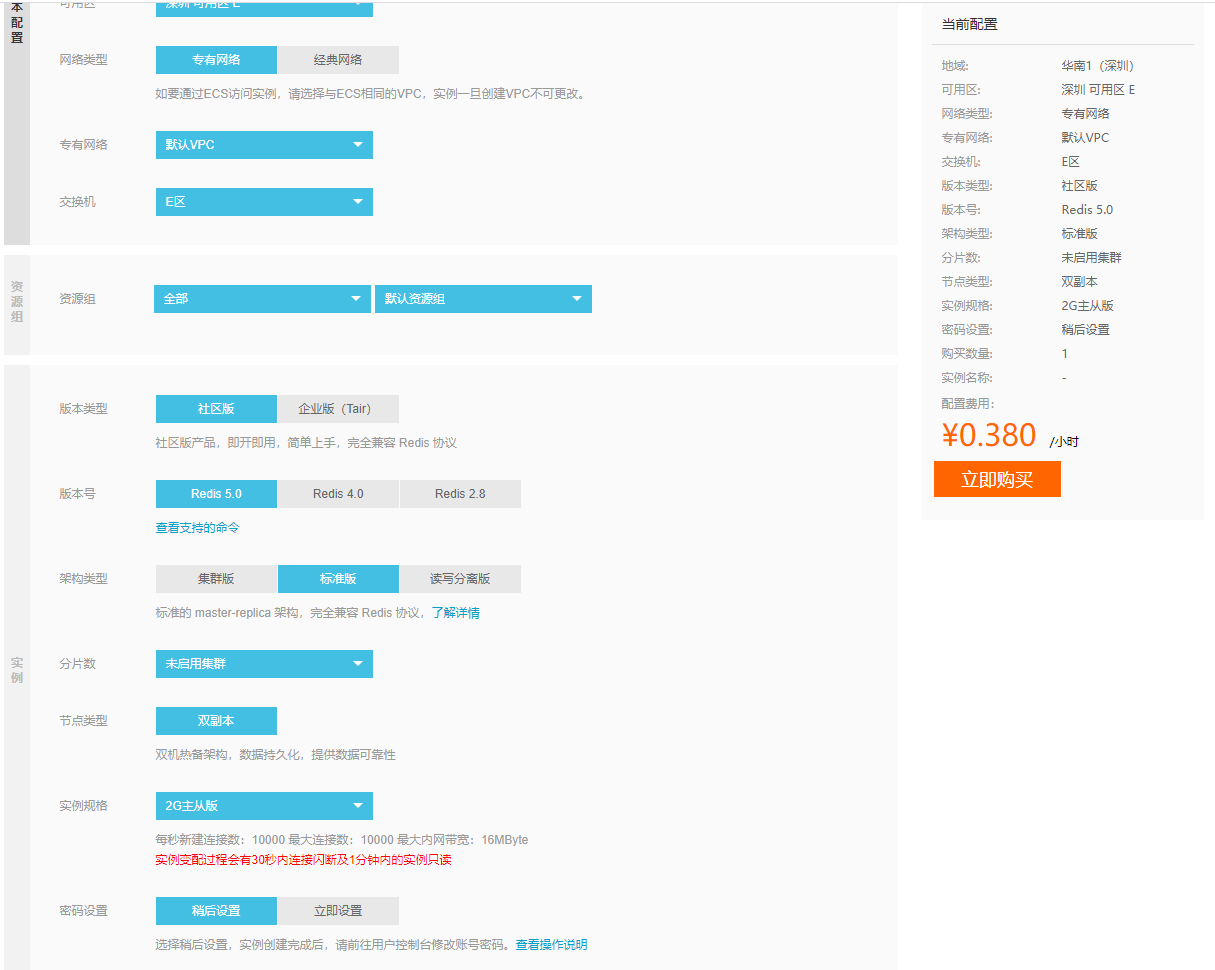 本
配
置
可用区
深圳 可用区 E
网络类型
专有网络
经典网络
如要通过ECS访问实例，请选择与ECS相同的VPC，实例一旦创建VPC不可更改。
专有网络
默认VPC
交换机
E区
资
源
组
资源组
全部
默认资源组
实
例
版本类型
社区版
企业版（Tair）
社区版产品，即开即用，简单上手，完全兼容 Redis 协议
版本号
Redis 5.0
Redis 4.0
Redis 2.8
查看支持的命令
架构类型
集群版
标准版
读写分离版
标准的 master-replica 架构，完全兼容 Redis 协议，了解详情
分片数
未启用集群
节点类型
双副本
双机热备架构，数据持久化，提供数据可靠性
实例规格
2G主从版
每秒新建连接数：10000 最大连接数：10000 最大内网带宽：16MByte
实例变配过程会有30秒内连接闪断及1分钟内的实例只读
密码设置
稍后设置
立即设置
选择稍后设置，实例创建完成后，请前往用户控制台修改账号密码。查看操作说明
当前配置
地域: 华南1（深圳）
可用区: 深圳 可用区 E
网络类型: 专有网络
专有网络: 默认VPC
交换机: E区
版本类型: 社区版
版本号: Redis 5.0
架构类型: 标准版
分片数: 未启用集群
节点类型: 双副本
实例规格: 2G主从版
密码设置: 稍后设置
购买数量: 1
实例名称: -
配置费用：
¥0.380 /小时
立即购买